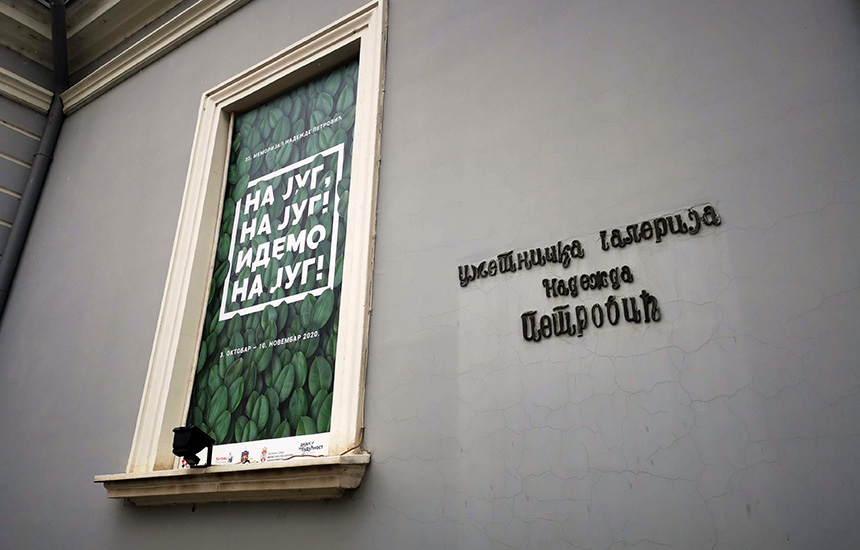 30. МЕМОРИЈАЛ НАДЕЖДЕ ПЕТРОВИЋ
НА ЈУГ,
НА ЈУГ!
ИДЕМО
НА ЈУГ!
3. ОКТОБАР – 10. НОВЕМБАР 2020.
уметничка галерија
надежда
петровић